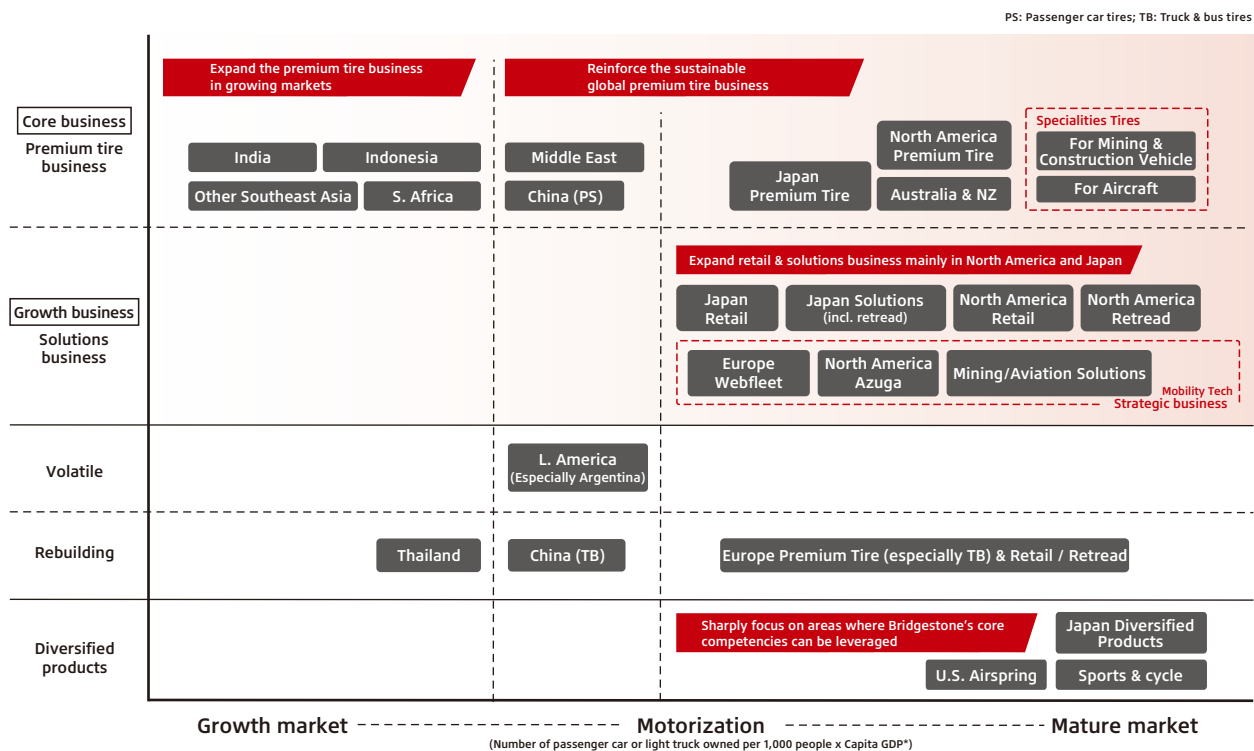 PS: Passenger car tires; TB: Truck & bus tires
Expand the premium tire business
in growing markets
Reinforce the sustainable
global premium tire business
Core business
Premium tire
business
India
Indonesia
Other Southeast Asia
S. Africa
Middle East
China (PS)
Japan
Premium Tire
North America
Premium Tire
Australia & NZ
Specialities Tires
For Mining &
Construction Vehicle
For Aircraft
Growth business
Solutions
business
Expand retail & solutions business mainly in North America and Japan
Japan
Retail
Japan Solutions
(incl. retread)
North America
Retail
North America
Retread
Europe
Webfleet
North America
Azuga
Mining/Aviation Solutions
Mobility Tech
Strategic business
Volatile
L. America
(Especially Argentina)
Rebuilding
Thailand
China (TB)
Europe Premium Tire (especially TB) & Retail / Retread
Diversified
products
Sharply focus on areas where Bridgestone's core
competencies can be leveraged
Japan Diversified
Products
U.S. Airspring
Sports & cycle
Growth market
Motorization
Mature market
(Number of passenger car or light truck owned per 1,000 people x Capita GDP*)